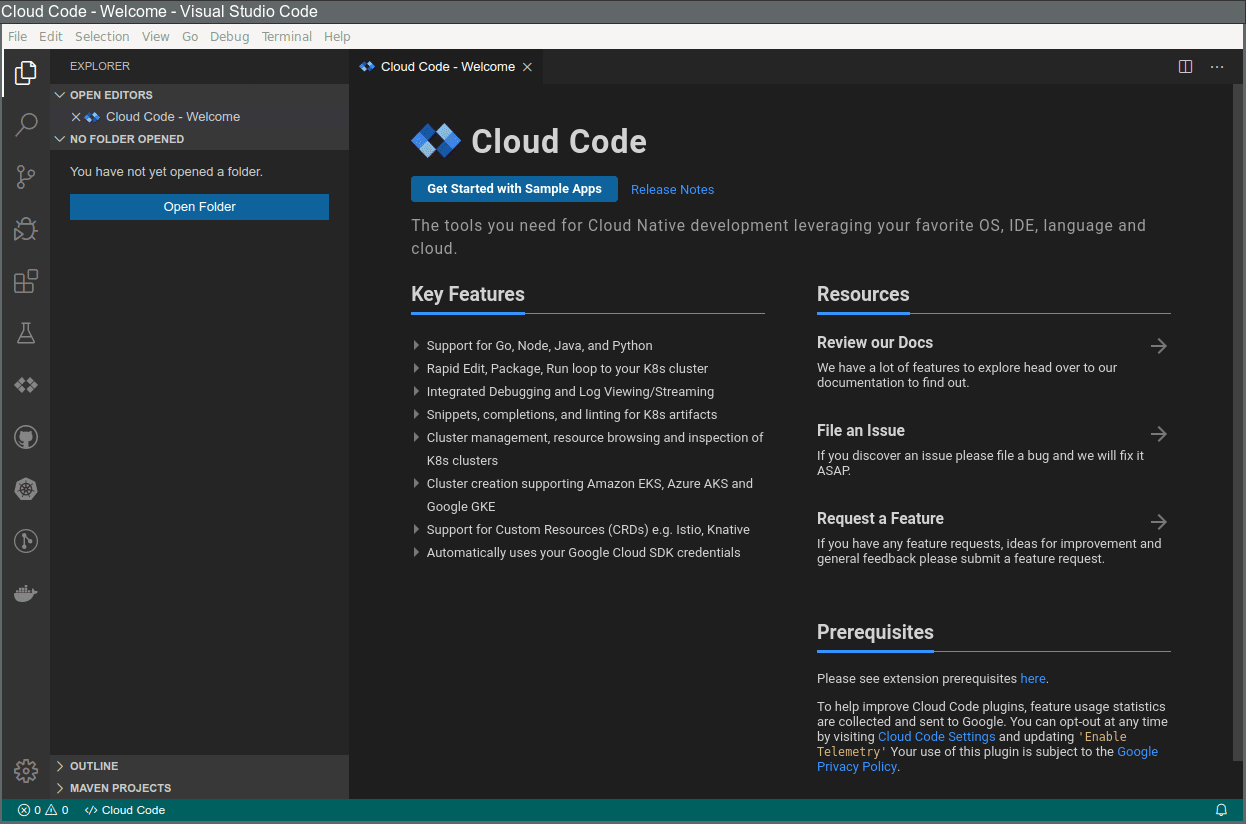 Cloud Code - Welcome - Visual Studio Code
File Edit Selection View Go Debug Terminal Help
EXPLORER
OPEN EDITORS
Cloud Code - Welcome
NO FOLDER OPENED
You have not yet opened a folder.
Open Folder
OUTLINE
MAVEN PROJECTS
Cloud Code - Welcome
Cloud Code
Get Started with Sample Apps
Release Notes
The tools you need for Cloud Native development leveraging your favorite OS, IDE, language and
cloud.
Key Features
Support for Go, Node, Java, and Python
Rapid Edit, Package, Run loop to your K8s cluster
Integrated Debugging and Log Viewing/Streaming
Snippets, completions, and linting for K8s artifacts
Cluster management, resource browsing and inspection of
K8s clusters
Cluster creation supporting Amazon EKS, Azure AKS and
Google GKE
Support for Custom Resources (CRDs) e.g. Istio, Knative
Automatically uses your Google Cloud SDK credentials
Resources
Review our Docs
We have a lot of features to explore head over to our
documentation to find out.
File an Issue
If you discover an issue please file a bug and we will fix it
ASAP.
Request a Feature
If you have any feature requests, ideas for improvement and
general feedback please submit a feature request.
Prerequisites
Please see extension prerequisites here.
To help improve Cloud Code plugins, feature usage statistics
are collected and sent to Google. You can opt-out at any time
by visiting Cloud Code Settings and updating 'Enable
Telemetry' Your use of this plugin is subject to the Google
Privacy Policy.
0 0 </> Cloud Code